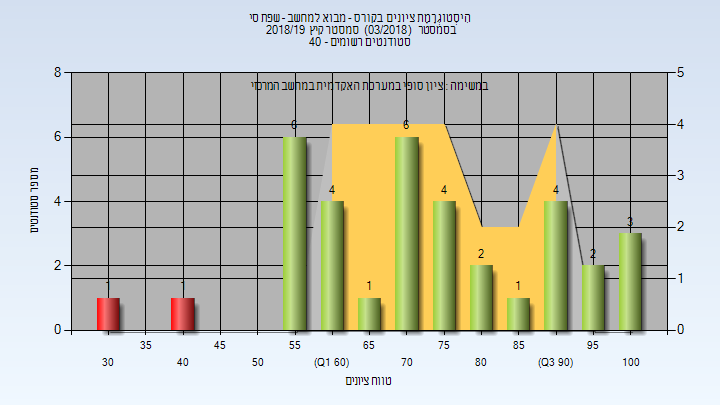 היסטוגרמת ציונים בקורס - מבוא למחשב - שפת סי
בסמסטר (03/2018) סמסטר קיץ 2018/19
סטודנטים רשומים - 40
במשימה : ציון סופי במערכת האקדמית במחשב המרכזי
8 6 4 2 0
5 4 3 2 1 0
מספר סטודנטים
1 1 6 4 1 6 4 2 1 4 2 3
35 45 55 65 75 85 95
30 40 50 (Q1 60) 70 80 (Q3 90) 100
טווח ציונים